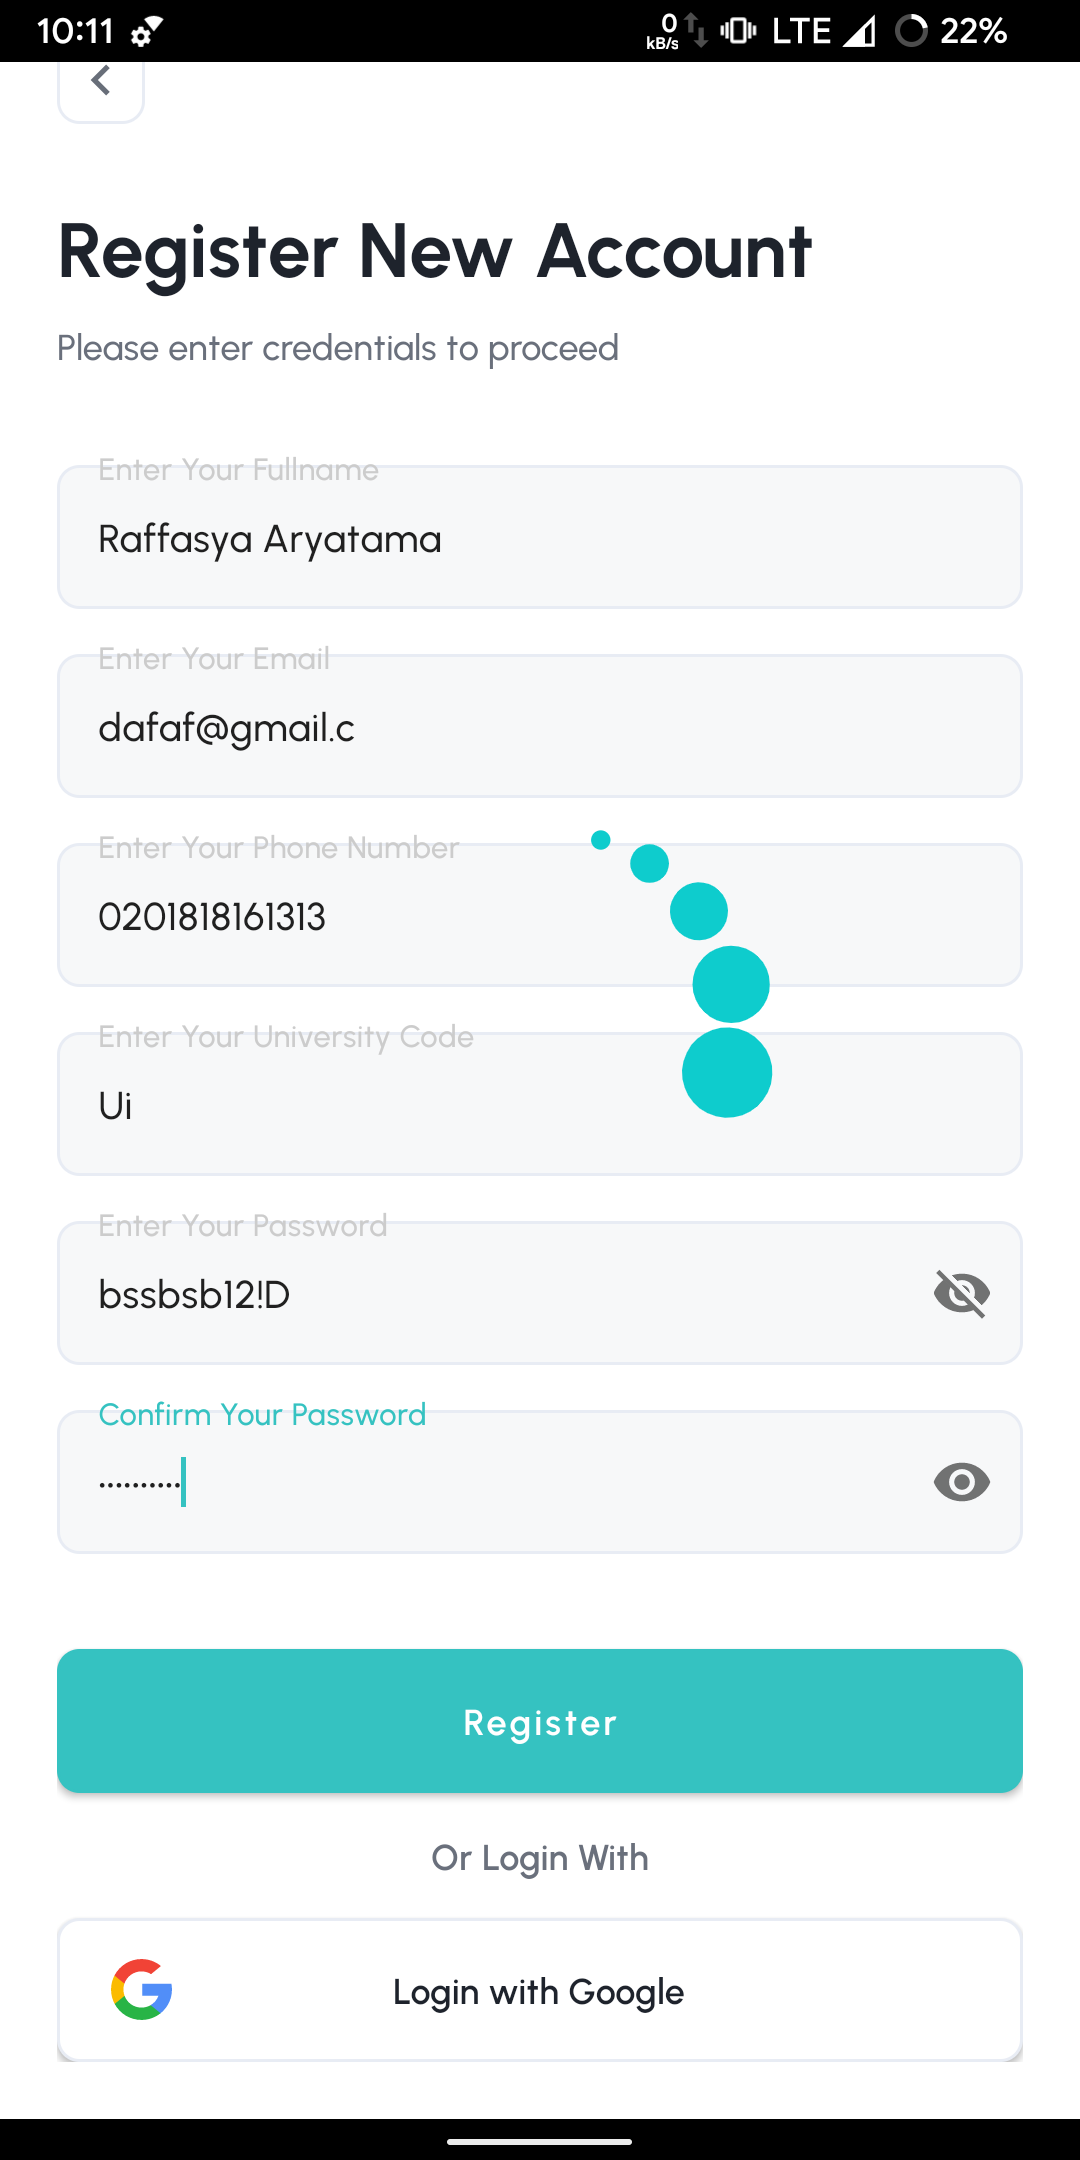 10:11
0
kB/s
LTE
22%
Register New Account
Please enter credentials to proceed
Enter Your Fullname
Raffasya Aryatama
Enter Your Email
dafaf@gmail.c
Enter Your Phone Number
0201818161313
Enter Your University Code
Ui
Enter Your Password
bssbsb12!D
Confirm Your Password
••••••••••
Register
Or Login With
Login with Google